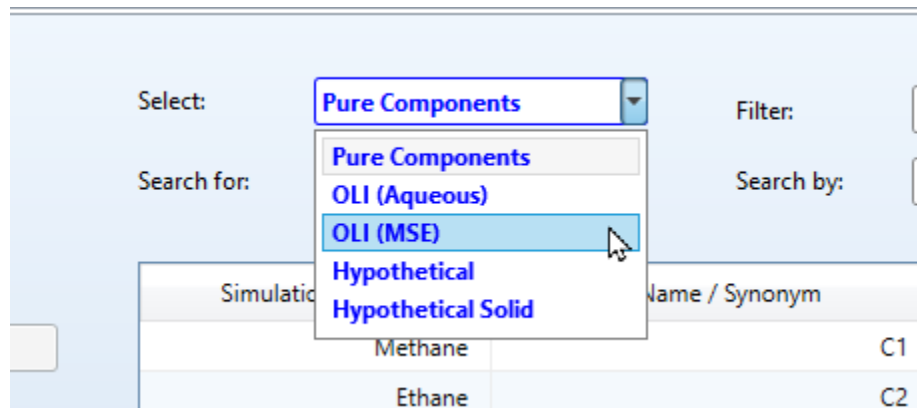 Select:
Pure Components
Filter:
Pure Components
Search for:
OLI (Aqueous)
Search by:
OLI (MSE)
Hypothetical
Hypothetical Solid
Name / Synonym
Methane
C1
Ethane
C2